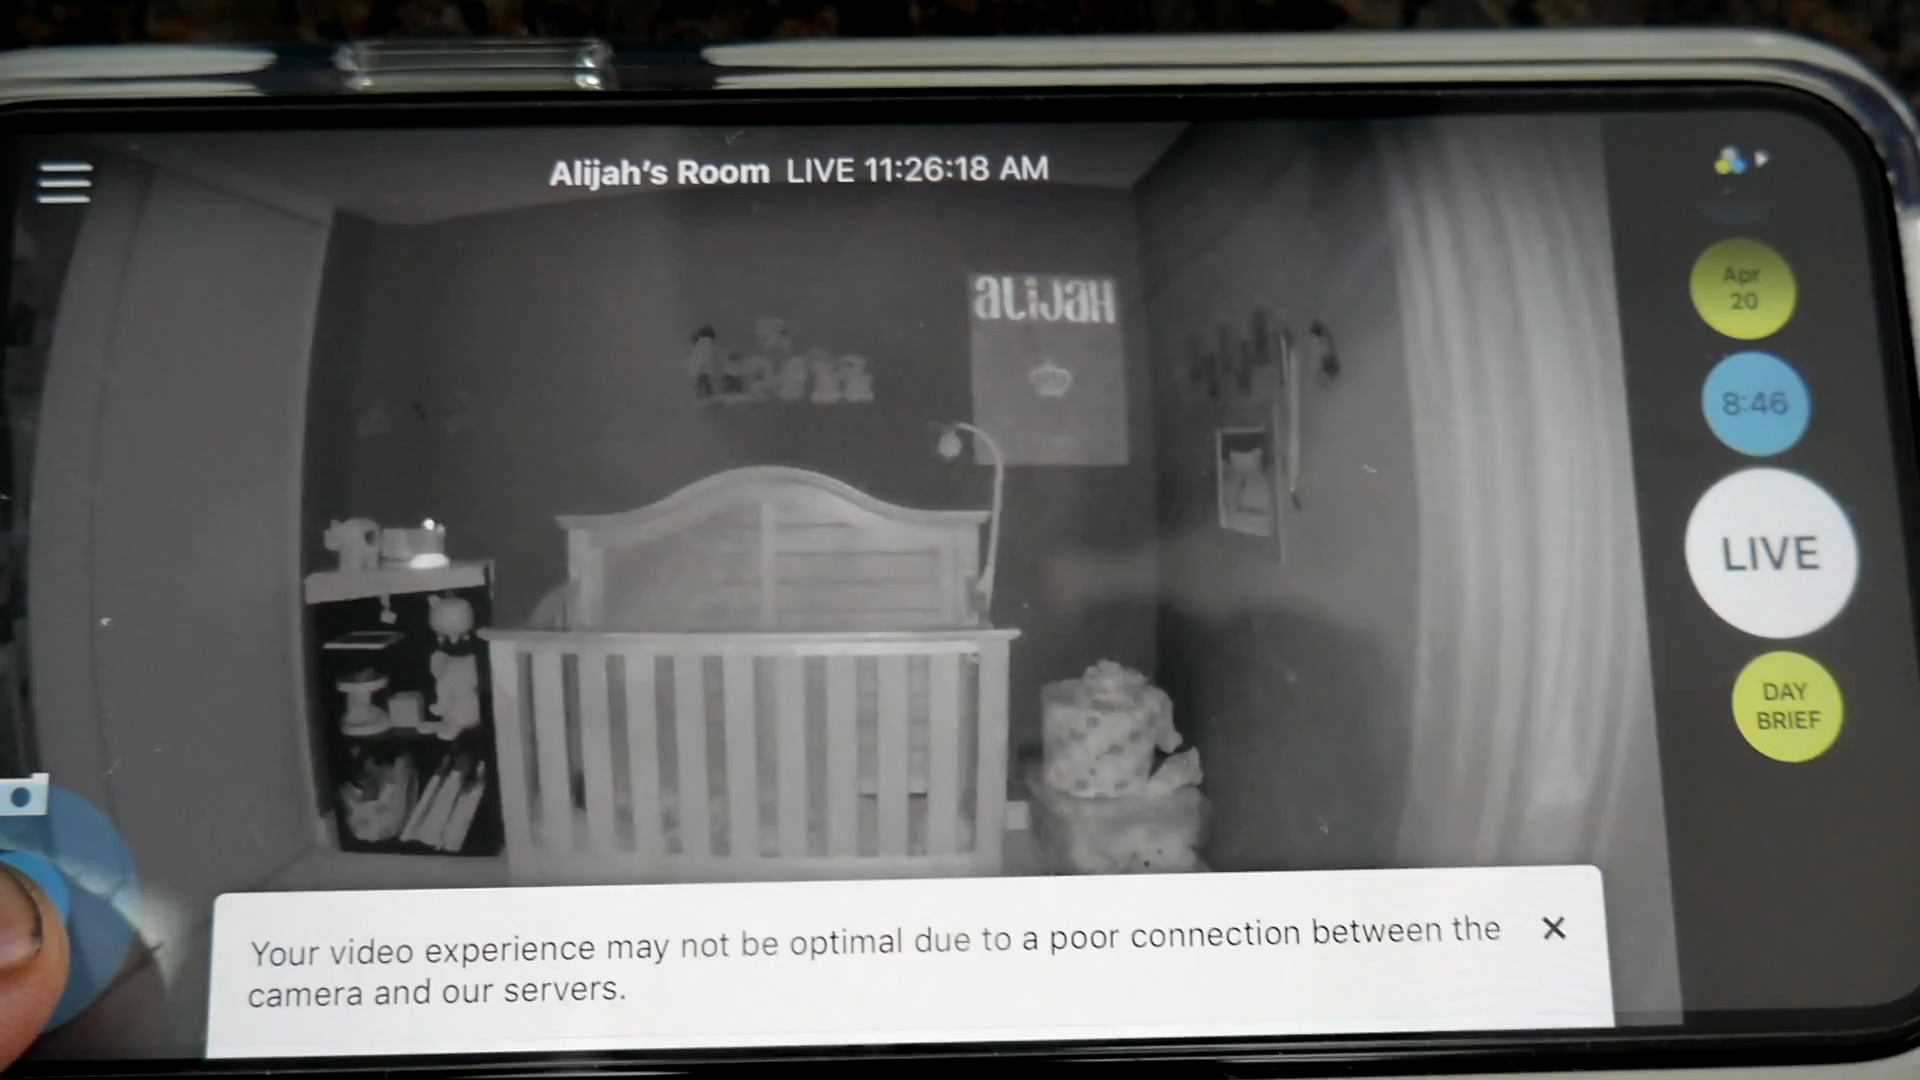 Alijah's Room LIVE 11:26:18 AM
alijah
Apr
20
8:46
LIVE
DAY
BRIEF
Your video experience may not be optimal due to a poor connection between the
camera and our servers.